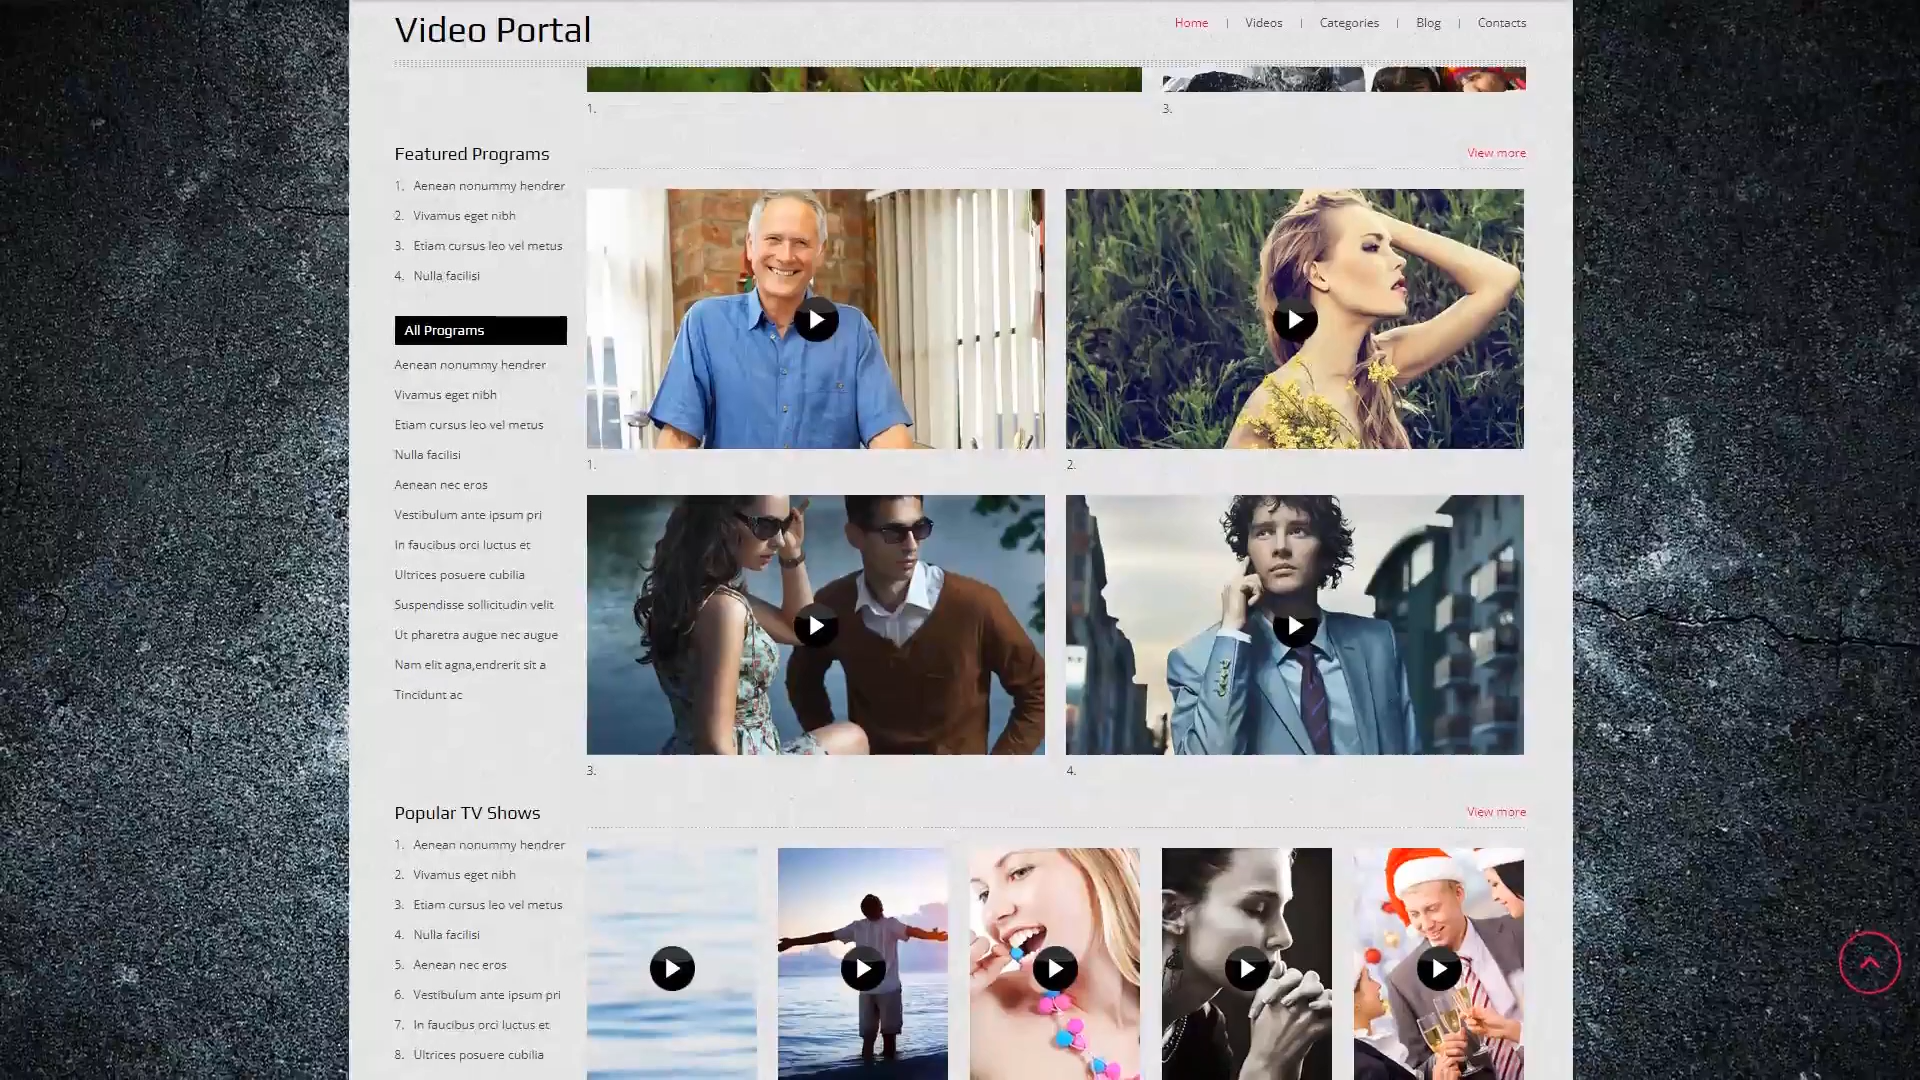 Video Portal
Home | Videos | Categories | Blog | Contacts
1.
3.
Featured Programs
View more
1. Aenean nonummy hendrer
2. Vivamus eget nibh
3. Etiam cursus leo vel metus
4. Nulla facilisi
All Programs
Aenean nonummy hendrer
Vivamus eget nibh
Etiam cursus leo vel metus
Nulla facilisi
Aenean nec eros
Vestibulum ante ipsum pri
In faucibus orci luctus et
Ultrices posuere cubilia
Suspendisse sollicitudin velit
Ut pharetra augue nec augue
Nam elit agna,endrerit sit a
Tincidunt ac
1.
2.
3.
4.
Popular TV Shows
View more
1. Aenean nonummy hendrer
2. Vivamus eget nibh
3. Etiam cursus leo vel metus
4. Nulla facilisi
5. Aenean nec eros
6. Vestibulum ante ipsum pri
7. In faucibus orci luctus et
8. Ultrices posuere cubilia